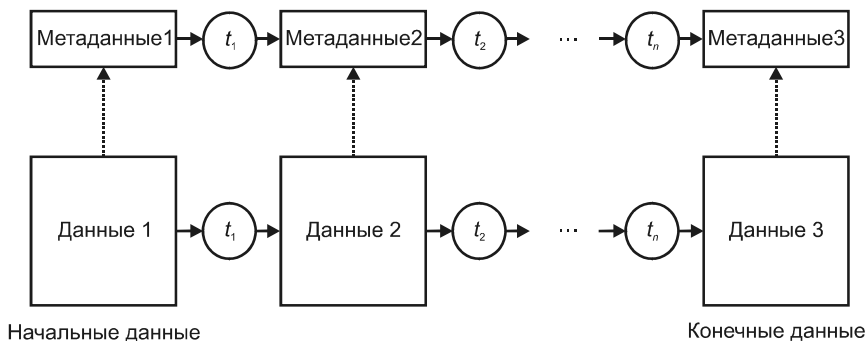 Метаданные1 t1 Метаданные2 t2 ... tn Метаданные3
Данные 1 t1 Данные 2 t2 ... tn Данные 3
Начальные данные Конечные данные